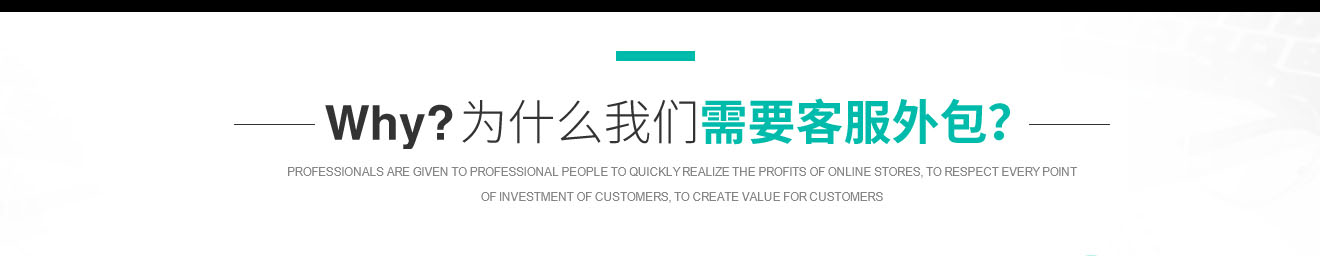 Why?为什么我们需要客服外包？
PROFESSIONALS ARE GIVEN TO PROFESSIONAL PEOPLE TO QUICKLY REALIZE THE PROFITS OF ONLINE STORES, TO RESPECT EVERY POINT
OF INVESTMENT OF CUSTOMERS, TO CREATE VALUE FOR CUSTOMERS